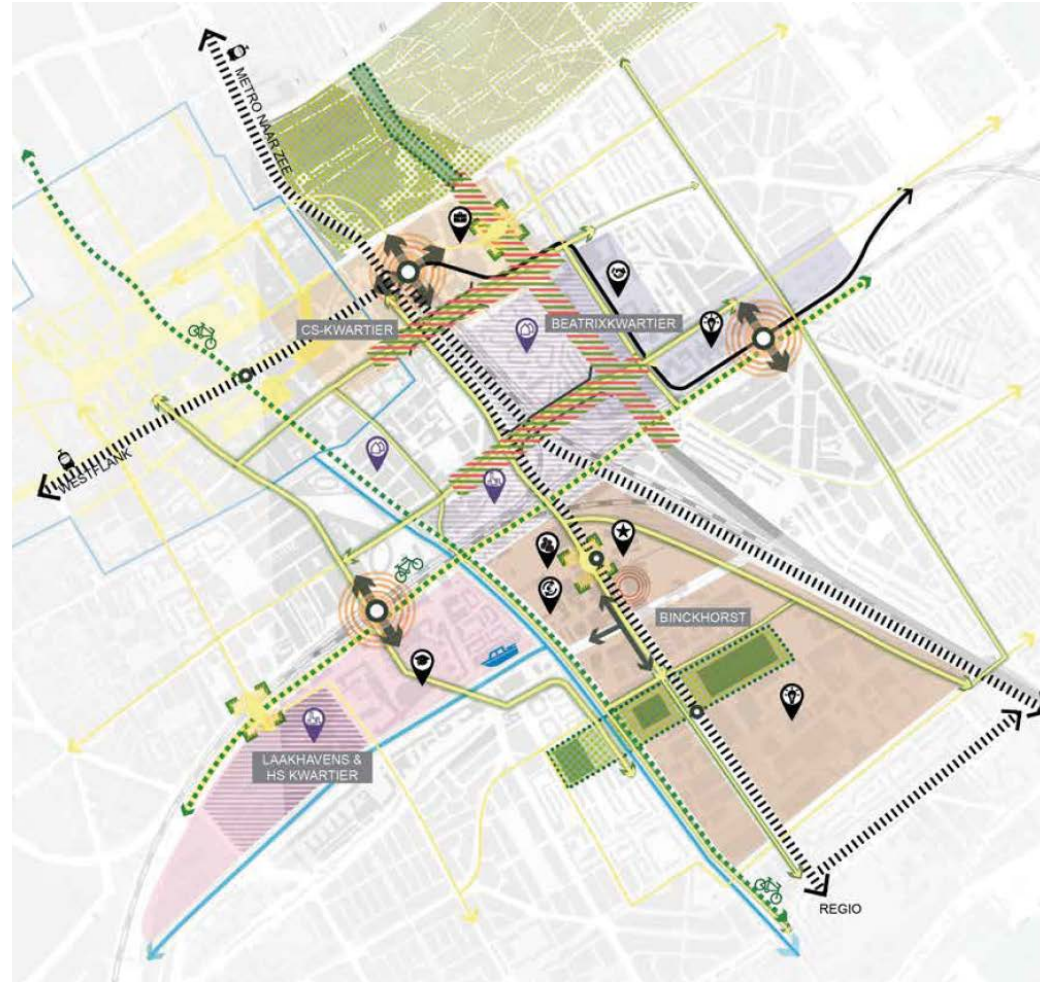 METRO NAAR ZEE
CS-KWARTIER
BEATRIXKWARTIER
WESTFLANK
BINCKHORST
LAAKHAVENS &
HS KWARTIER
REGIO